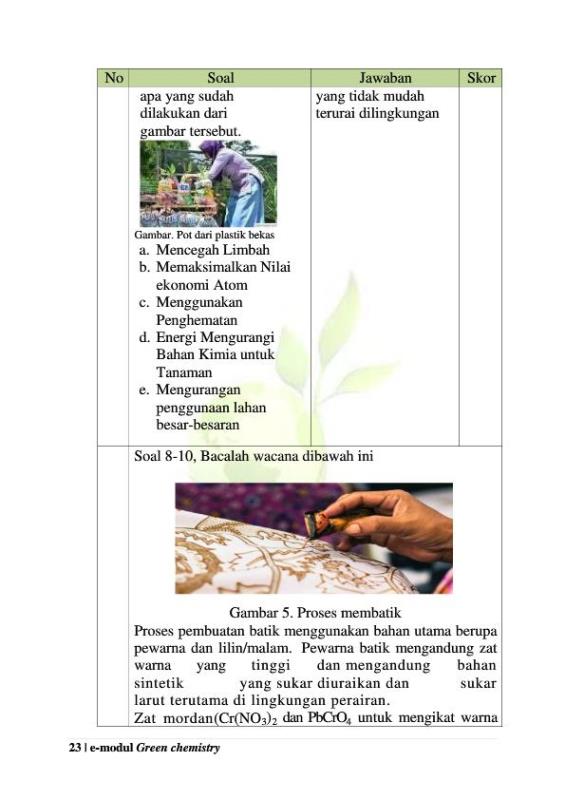 No Soal Jawaban Skor
apa yang sudah
dilakukan dari
gambar tersebut.
Gambar. Pot dari plastik bekas
a. Mencegah Limbah
b. Memaksimalkan Nilai
ekonomi Atom
c. Menggunakan
Penghematan
d. Energi Mengurangi
Bahan Kimia untuk
Tanaman
e. Mengurangan
penggunaan lahan
besar-besaran
yang tidak mudah
terurai dilingkungan
Soal 8-10, Bacalah wacana dibawah ini
Gambar 5. Proses membatik
Proses pembuatan batik menggunakan bahan utama berupa
pewarna dan lilin/malam. Pewarna batik mengandung zat
warna yang tinggi dan mengandung bahan
sintetik yang sukar diuraikan dan sukar
larut terutama di lingkungan perairan.
Zat mordan(Cr(NO₃)₂ dan PbCrO₄ untuk mengikat warna
23 | e-modul Green chemistry